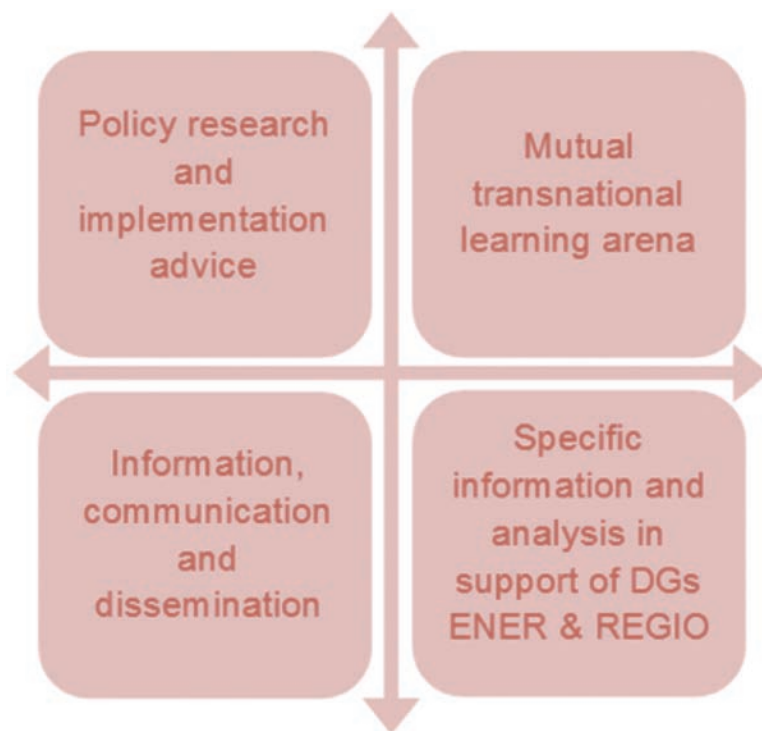 Policy research
and
implementation
advice
Mutual
transnational
learning arena
Information,
communication
and
dissemination
Specific
information and
analysis in
support of DGs
ENER & REGIO